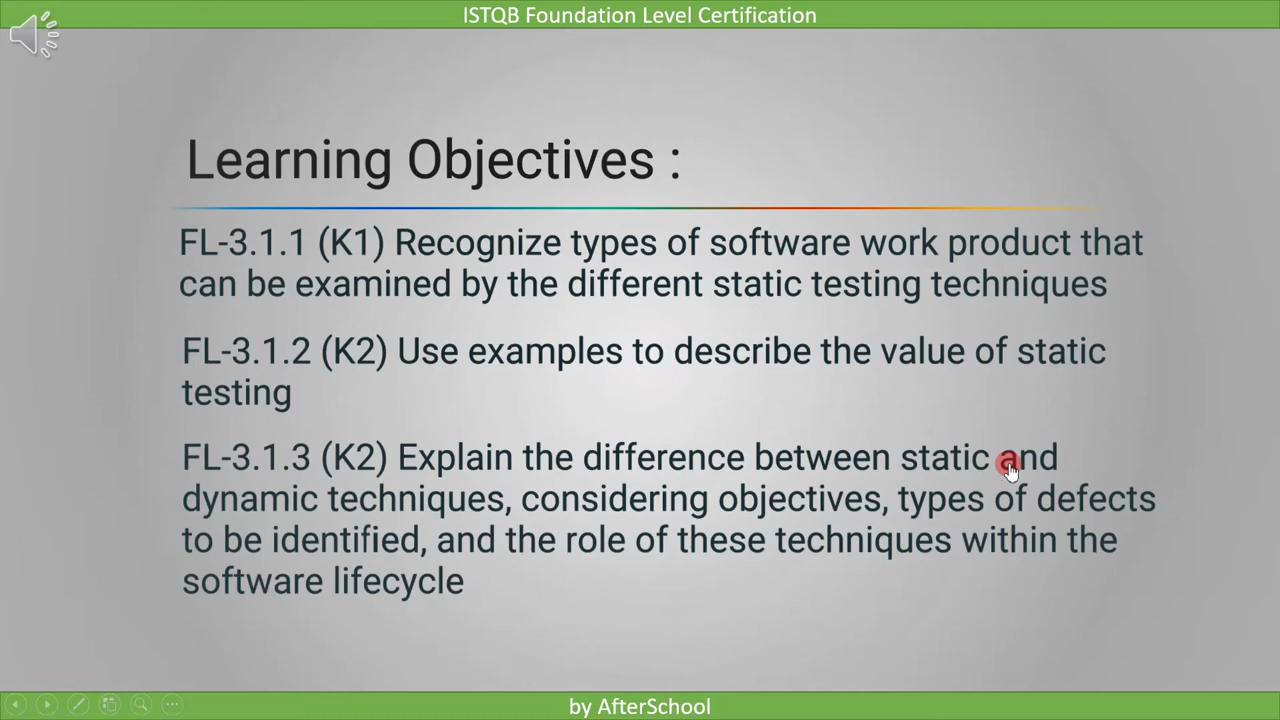 ISTQB Foundation Level Certification
Learning Objectives :
FL-3.1.1 (K1) Recognize types of software work product that
can be examined by the different static testing techniques
FL-3.1.2 (K2) Use examples to describe the value of static
testing
FL-3.1.3 (K2) Explain the difference between static and
dynamic techniques, considering objectives, types of defects
to be identified, and the role of these techniques within the
software lifecycle
by AfterSchool